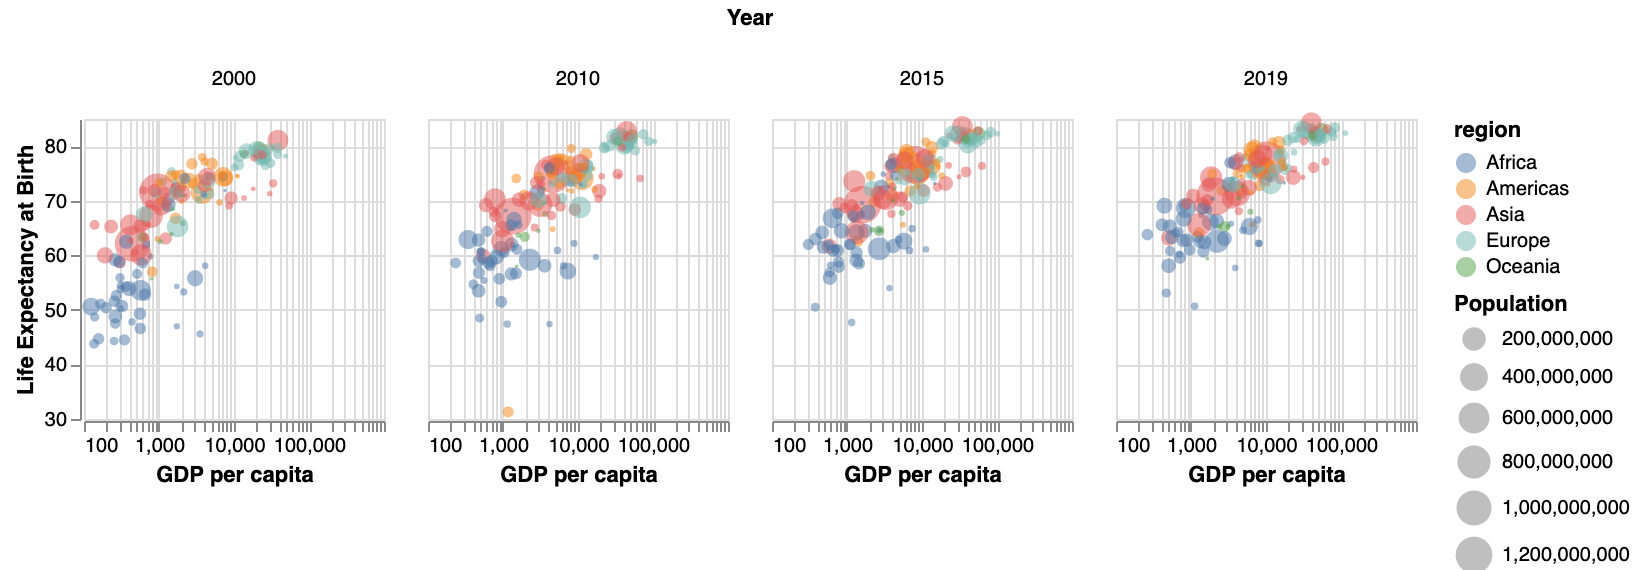 Year
2000 2010 2015 2019
Life Expectancy at Birth
80
70
60
50
40
30
100 1,000 10,000 100,000 100 1,000 10,000 100,000 100 1,000 10,000 100,000 100 1,000 10,000 100,000
GDP per capita GDP per capita GDP per capita GDP per capita
region
Africa
Americas
Asia
Europe
Oceania
Population
200,000,000
400,000,000
600,000,000
800,000,000
1,000,000,000
1,200,000,000